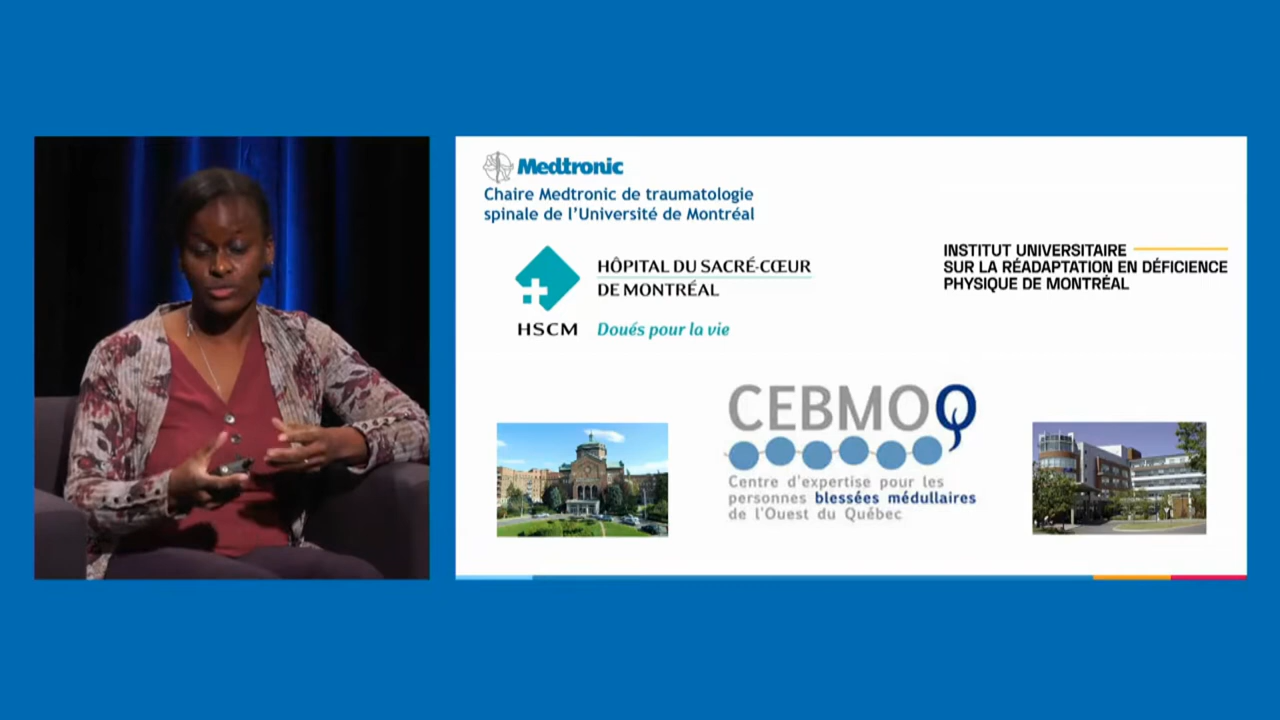 Medtronic
Chaire Medtronic de traumatologie
spinale de l'Université de Montréal
HÔPITAL DU SACRÉ-CŒUR
DE MONTRÉAL
HSCM
Doués pour la vie
INSTITUT UNIVERSITAIRE
SUR LA RÉADAPTATION EN DÉFICIENCE
PHYSIQUE DE MONTRÉAL
CEBMOQ
Centre d'expertise pour les
personnes blessées médullaires
de l'Ouest du Québec